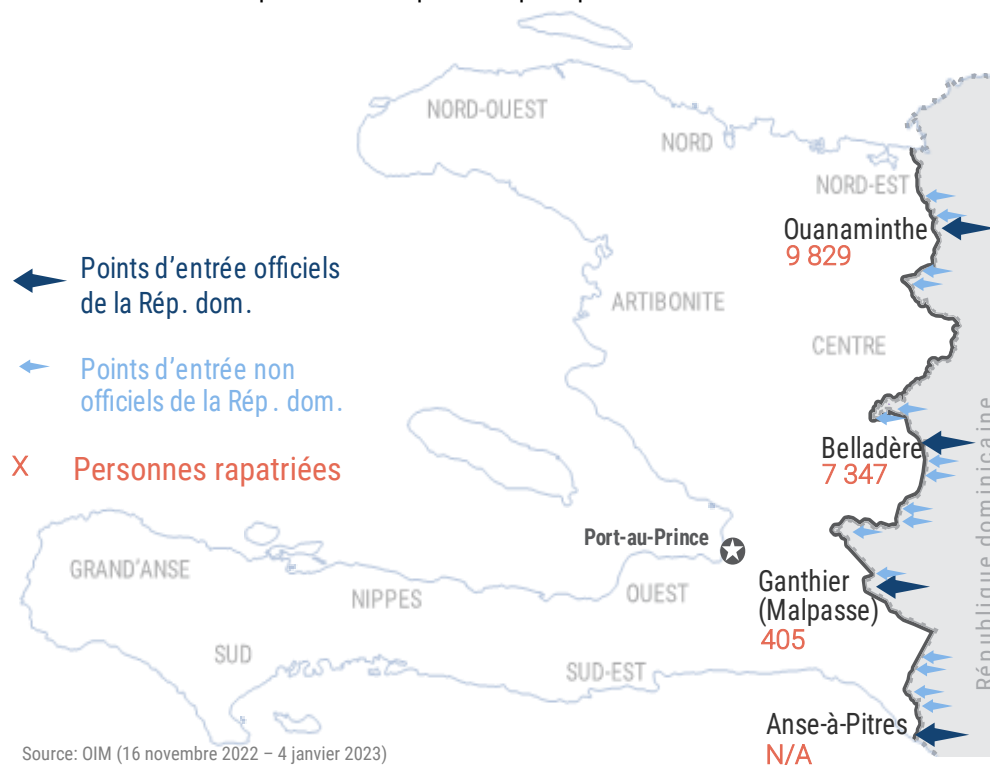 NORD-OUEST
NORD
NORD-EST
Ouanaminthe
9 829
Points d'entrée officiels
de la Rép. dom.
ARTIBONITE
CENTRE
Points d'entrée non
officiels de la Rép. dom.
République dominicaine
Belladère
7 347
X Personnes rapatriées
Port-au-Prince
GRAND'ANSE
NIPPES
OUEST
Ganthier
(Malpasse)
405
SUD
SUD-EST
Anse-à-Pitres
N/A
Source: OIM (16 novembre 2022 – 4 janvier 2023)